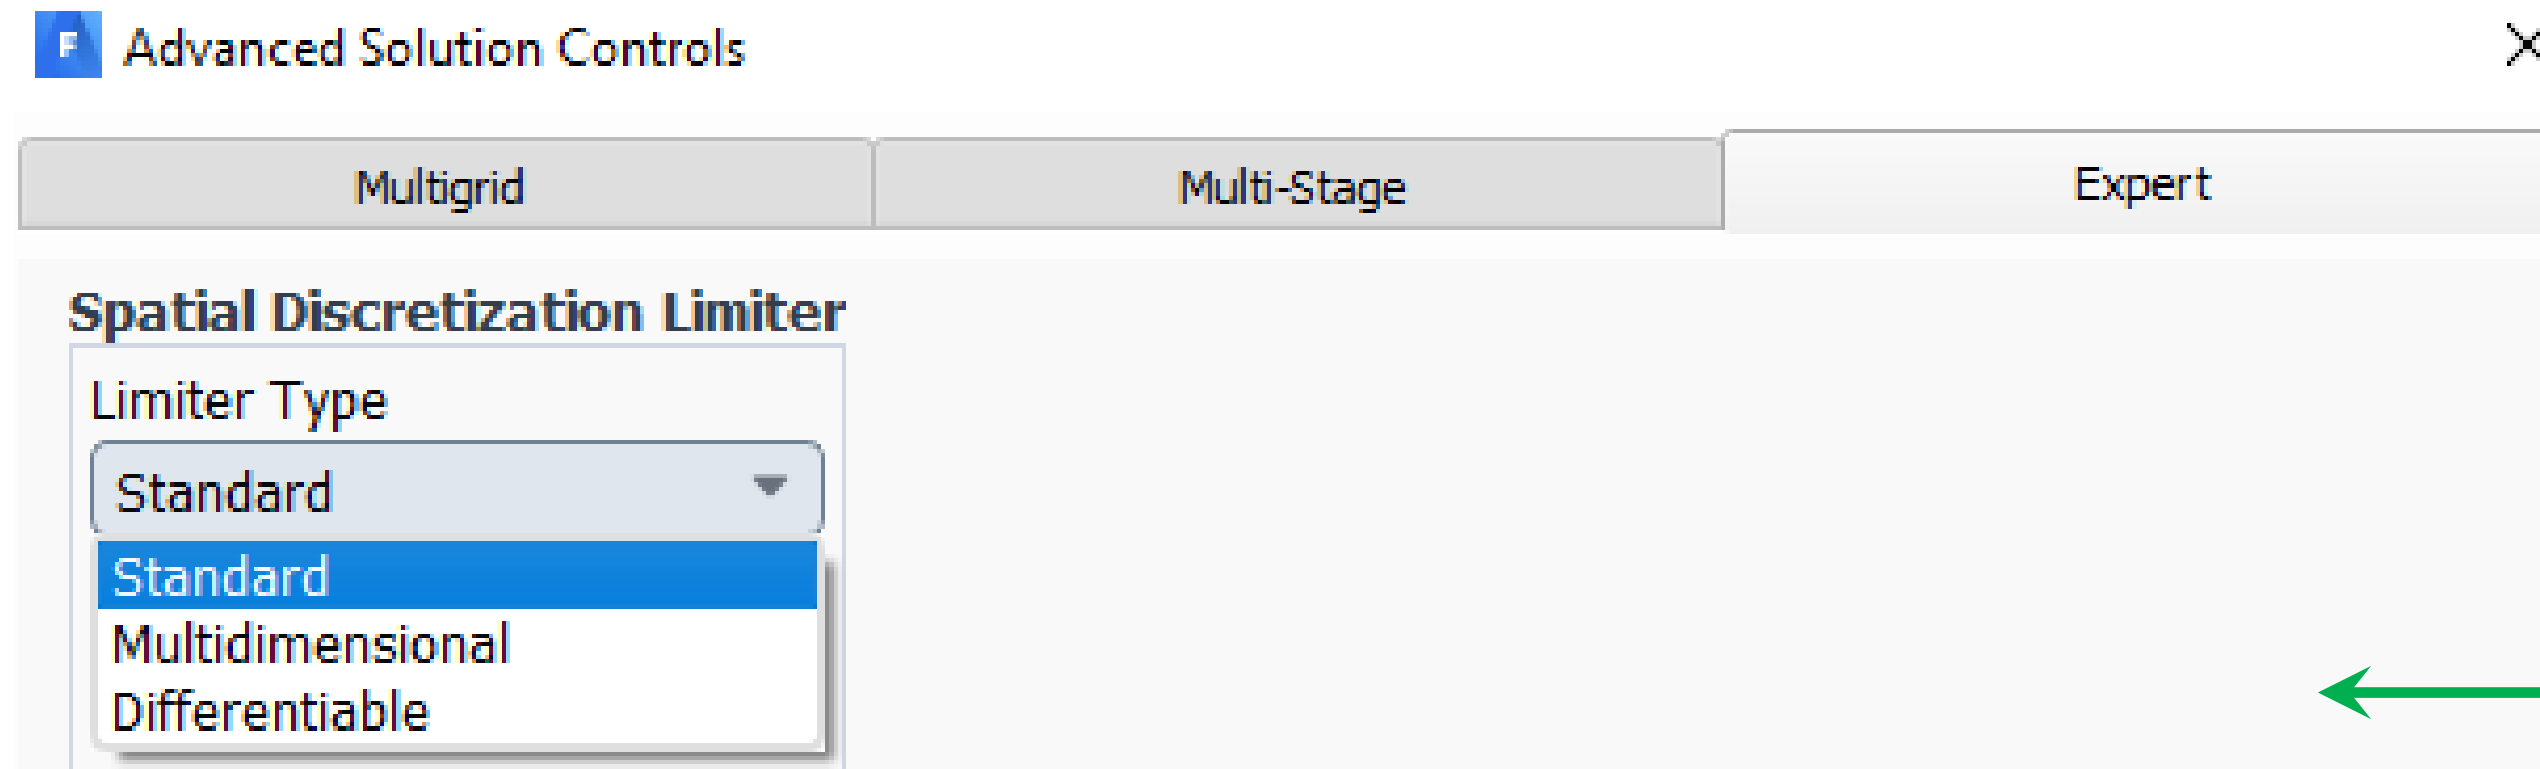 F Advanced Solution Controls
Multigrid Multi-Stage Expert
Spatial Discretization Limiter
Limiter Type
Standard
Standard
Multidimensional
Differentiable